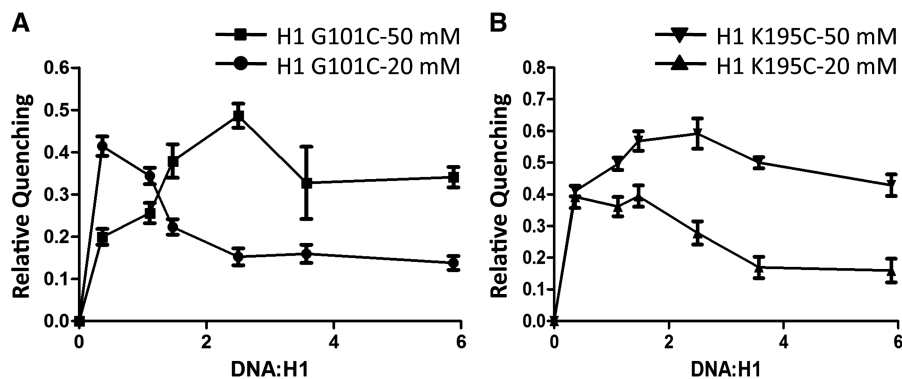 A
H1 G101C-50 mM
H1 G101C-20 mM
Relative Quenching
0.6
0.5
0.4
0.3
0.2
0.1
0.0
0
2
4
6
DNA:H1
B
H1 K195C-50 mM
H1 K195C-20 mM
Relative Quenching
0.8
0.7
0.6
0.5
0.4
0.3
0.2
0.1
0.0
0
2
4
6
DNA:H1